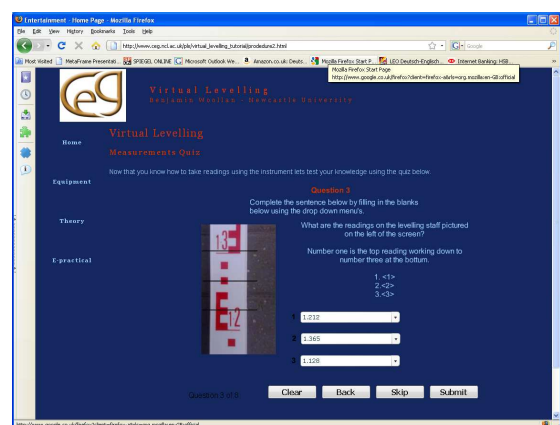 Entertainment - Home Page - Mozilla Firefox
File Edit View History Bookmarks Tools Help
http://www.ceg.ncl.ac.uk/pls/virtual_levelling_tutorial/prodedure2.html
Google
Most Visited MetaFrame Presentati... SPIEGEL ONLINE Microsoft Outlook We... Amazon.co.uk: Deuts... Mozilla Firefox Start P... LEO Deutsch-Englisch... Internet Banking: HSB...
Mozilla Firefox Start Page
CeG
Virtual Levelling
Virtual Levelling
Measurements Quiz
Home
Now that you know how to take readings using the instrument lets test your knowledge using the quiz below.
Equipment
Question 3
Complete the sentence below by filling in the blanks
below using the drop down menu's.
Theory
What are the readings on the levelling staff pictured
on the left of the screen?
13
Number one is the top reading working down to
number three at the bottum.
E-practical
1. <1>
2.<2>
3.<3>
12
1 1.212
2 1.365
3 1.128
Question 3 of 8
Clear Back Skip Submit